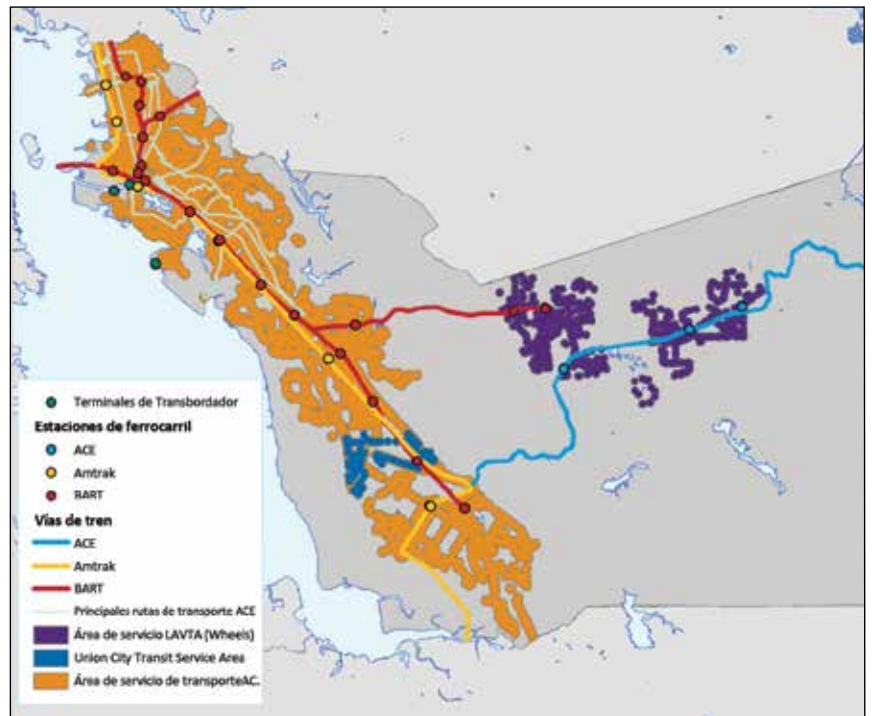 Terminales de Transbordador
Estaciones de ferrocarril
ACE
Amtrak
BART
Vías de tren
ACE
Amtrak
BART
Principales rutas de transporte ACE
Área de servicio LAVTA (Wheels)
Union City Transit Service Area
Área de servicio de transporteAC.